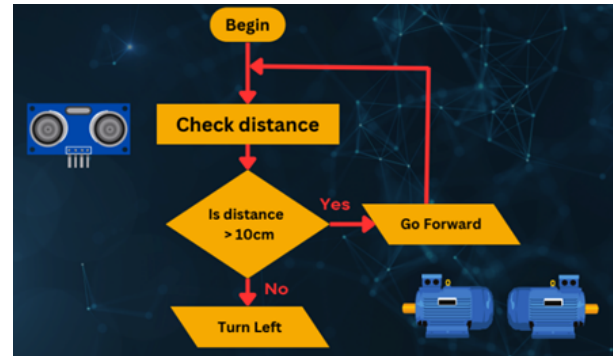 Begin
Check distance
Is distance
> 10cm
Yes
Go Forward
No
Turn Left